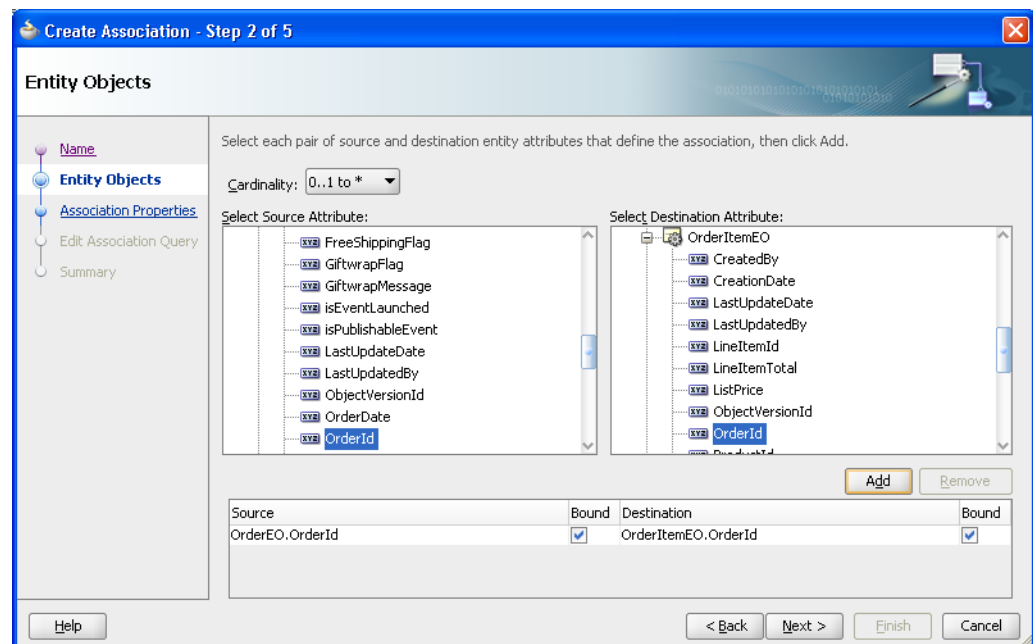 Create Association - Step 2 of 5
Entity Objects
Name
Entity Objects
Association Properties
Edit Association Query
Summary
Select each pair of source and destination entity attributes that define the association, then click Add.
Cardinality: 0..1 to *
Select Source Attribute:
FreeShippingFlag
GiftwrapFlag
GiftwrapMessage
isEventLaunched
isPublishableEvent
LastUpdateDate
LastUpdatedBy
ObjectVersionId
OrderDate
OrderId
Select Destination Attribute:
OrderItemEO
CreatedBy
CreationDate
LastUpdateDate
LastUpdatedBy
LineItemId
LineItemTotal
ListPrice
ObjectVersionId
OrderId
ProductId
Add Remove
Source Bound Destination Bound
OrderEO.OrderId OrderItemEO.OrderId
Help < Back Next > Finish Cancel